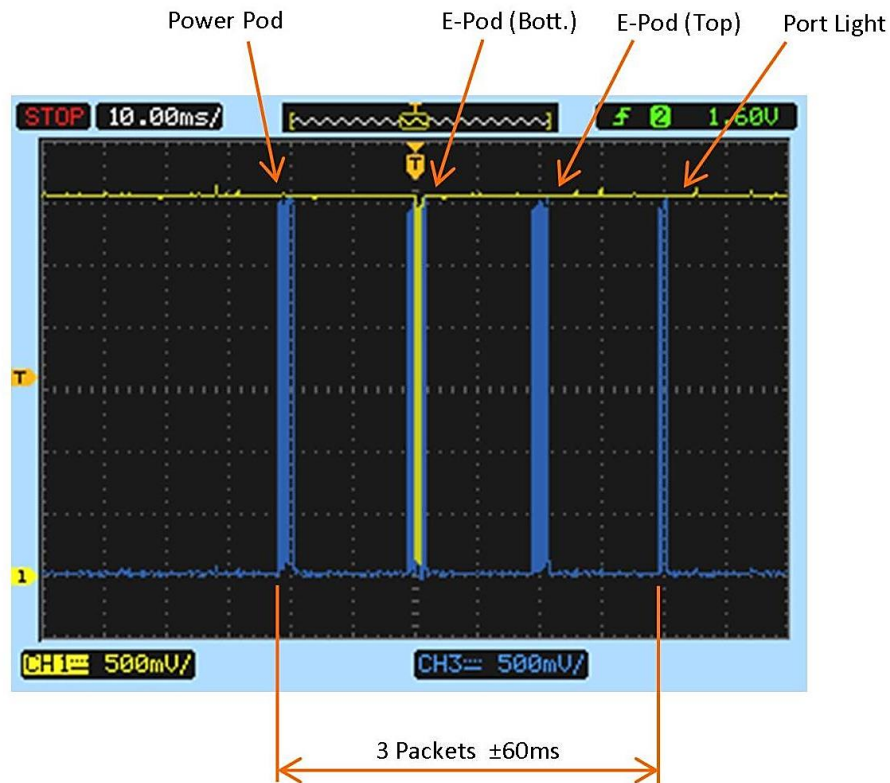 Power Pod
E-Pod (Bott.)
E-Pod (Top)
Port Light
STOP 10.00ms/ T 2 1.60V
T
T
1
CH1 500mV/ CH3 500mV/
3 Packets ±60ms